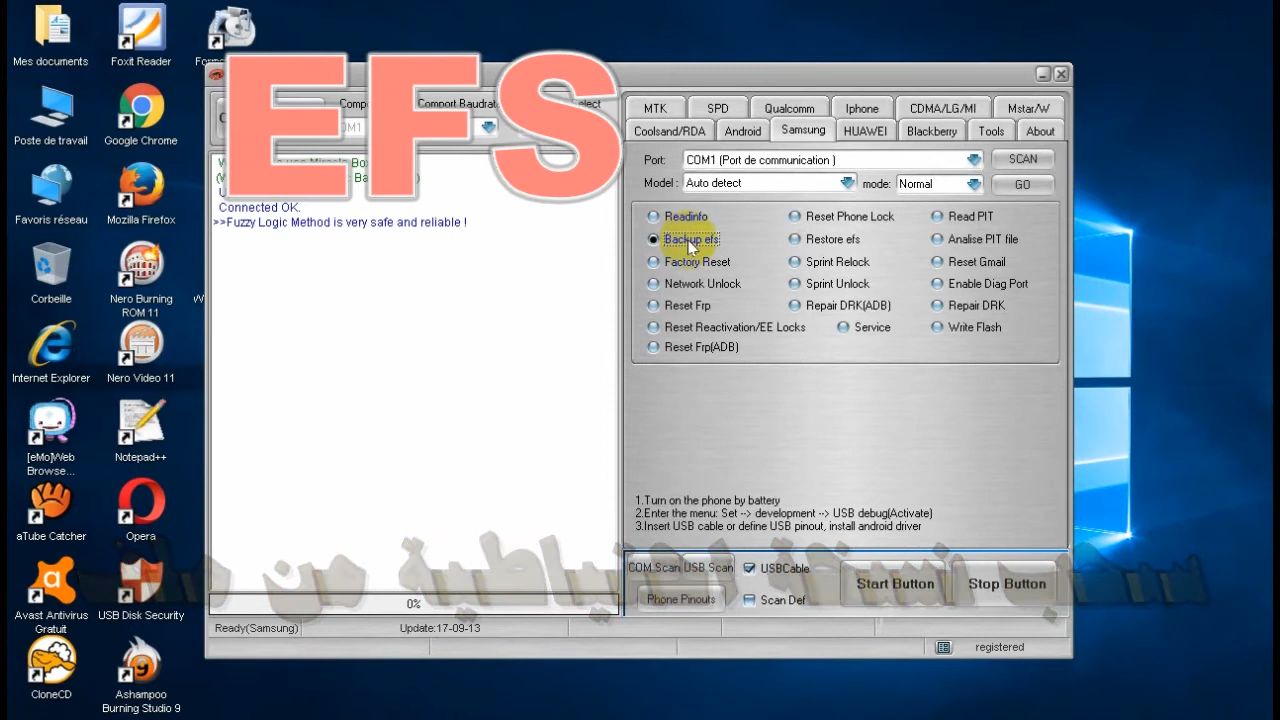 EFS
Mes documents
Foxit Reader
Poste de travail
Google Chrome
Favoris réseau
Mozilla Firefox
Corbeille
Nero Burning
ROM 11
Internet Explorer
Nero Video 11
[eMo]Web
Browse...
Notepad++
aTube Catcher
Opera
Avast Antivirus
Gratuit
USB Disk Security
CloneCD
Ashampoo
Burning Studio 9
Comport Baudrat
Connected OK.
>>Fuzzy Logic Method is very safe and reliable !
0%
Ready(Samsung)
Update:17-09-13
MTK SPD Qualcomm Iphone CDMA/LG/MI Mstar/W
Coolsand/RDA Android Samsung HUAWEI Blackberry Tools About
Port: COM1 (Port de communication ) SCAN
Model : Auto detect mode: Normal GO
Readinfo Reset Phone Lock Read PIT
Backup efs Restore efs Analise PIT file
Factory Reset Sprint Relock Reset Gmail
Network Unlock Sprint Unlock Enable Diag Port
Reset Frp Repair DRK(ADB) Repair DRK
Reset Reactivation/EE Locks Service Write Flash
Reset Frp(ADB)
1.Turn on the phone by battery
2.Enter the menu: Set --> development --> USB debug(Activate)
3.Insert USB cable or define USB pinout, install android driver
COM Scan USB Scan USBCable
Start Button Stop Button
Phone Pinouts Scan Def
registered